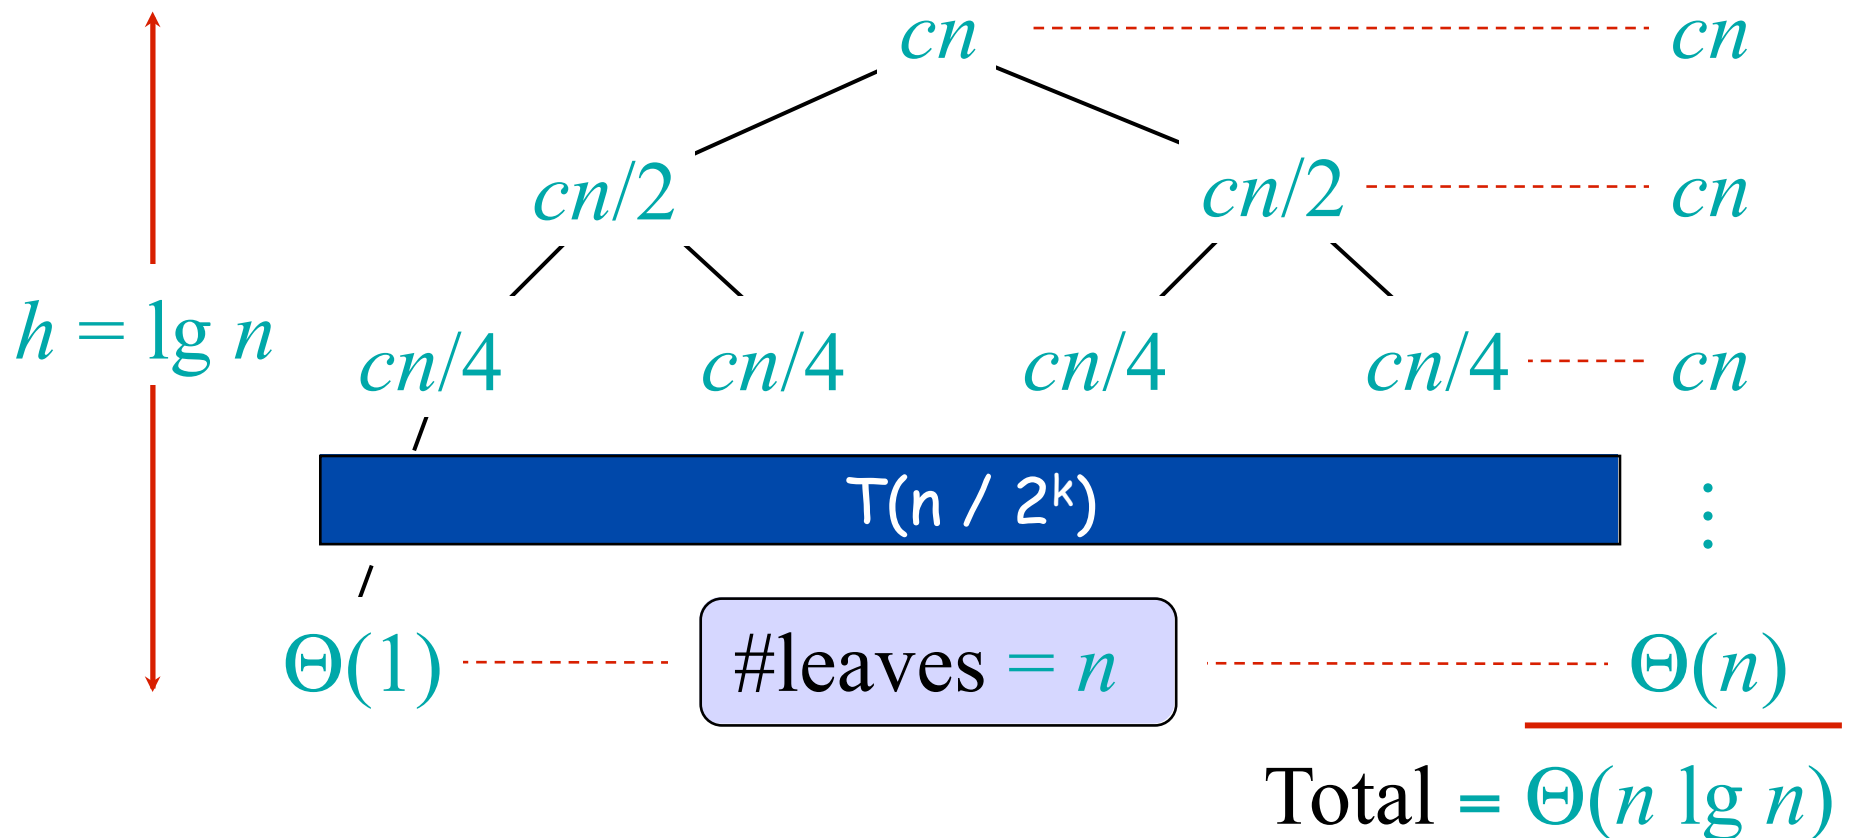 cn cn
cn/2 cn/2 cn
h = lg n
cn/4 cn/4 cn/4 cn/4 cn
T(n / 2ᵏ) ⋮
Θ(1) #leaves = n Θ(n)
Total = Θ(n lg n)